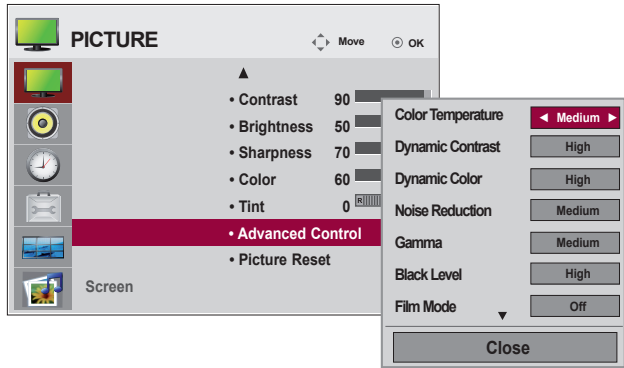 PICTURE
Move
OK
• Contrast 90
• Brightness 50
• Sharpness 70
• Color 60
• Tint 0 R
• Advanced Control
• Picture Reset
Screen
Color Temperature ◀ Medium ▶
Dynamic Contrast High
Dynamic Color High
Noise Reduction Medium
Gamma Medium
Black Level High
Film Mode Off
Close